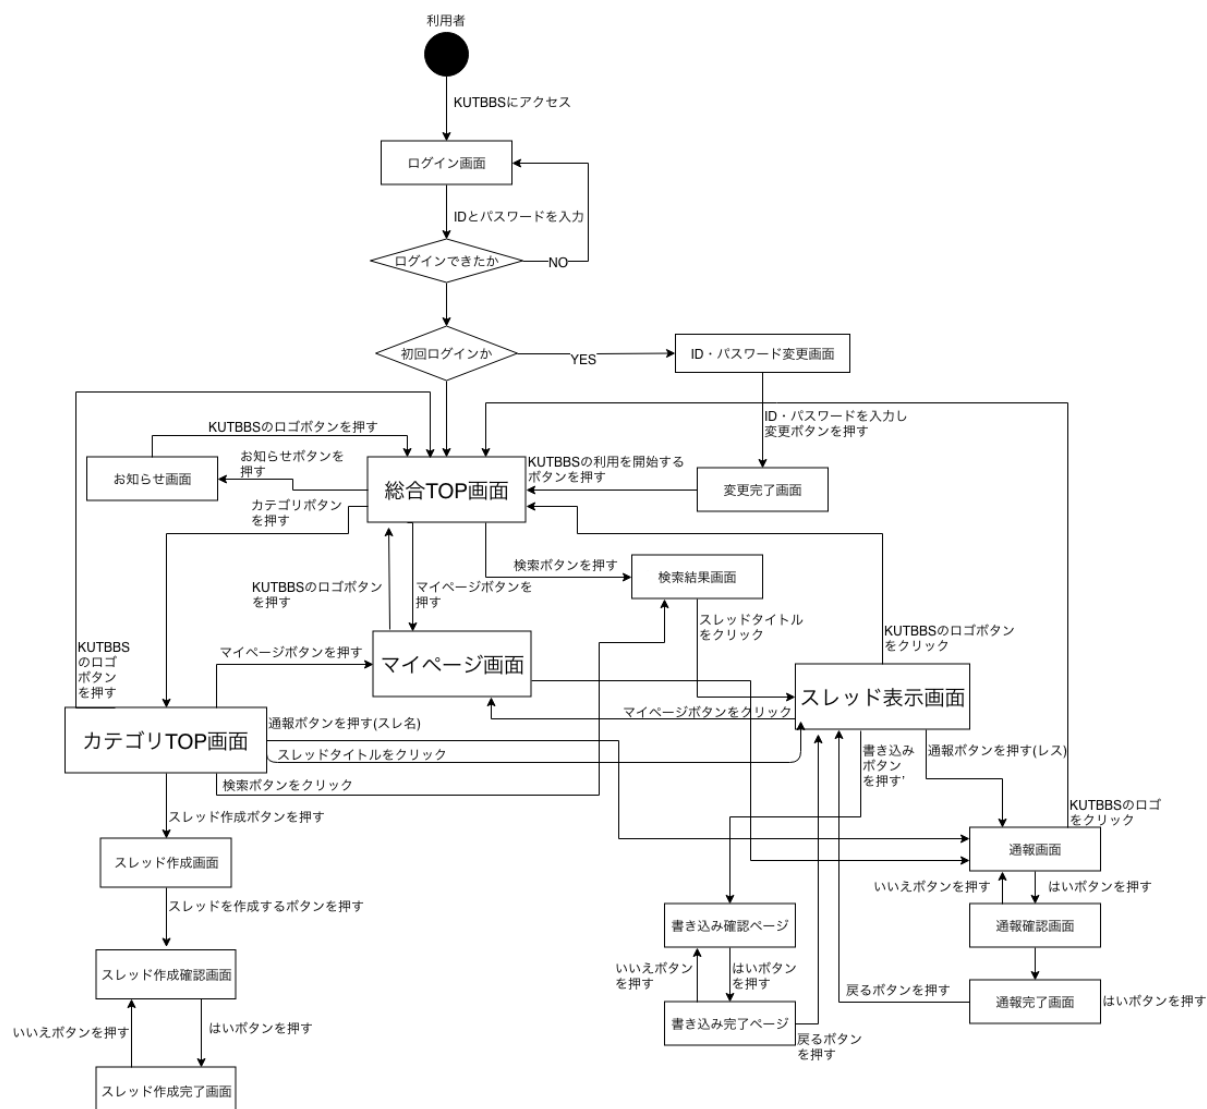 利用者
KUTBBSにアクセス
ログイン画面
IDとパスワードを入力
ログインできたか
NO
初回ログインか
YES
ID・パスワード変更画面
ID・パスワードを入力し
変更ボタンを押す
KUTBBSのロゴボタンを押す
お知らせボタンを
押す
お知らせ画面
総合TOP画面
KUTBBSの利用を開始する
ボタンを押す
変更完了画面
カテゴリボタン
を押す
検索ボタンを押す
検索結果画面
KUTBBSのロゴボタン
を押す
マイページボタンを
押す
スレッドタイトル
をクリック
KUTBBSのロゴボタン
をクリック
KUTBBS
のロゴ
ボタン
を押す
マイページボタンを押す
マイページ画面
スレッド表示画面
マイページボタンをクリック
カテゴリTOP画面
通報ボタンを押す(スレ名)
スレッドタイトルをクリック
検索ボタンをクリック
書き込み
ボタン
を押す’
通報ボタンを押す(レス)
KUTBBSのロゴ
をクリック
スレッド作成ボタンを押す
スレッド作成画面
通報画面
いいえボタンを押す
はいボタンを押す
スレッドを作成するボタンを押す
書き込み確認ページ
通報確認画面
スレッド作成確認画面
いいえボタン
を押す
はいボタン
を押す
戻るボタンを押す
通報完了画面
はいボタンを押す
いいえボタンを押す
はいボタンを押す
書き込み完了ページ
戻るボタン
を押す
スレッド作成完了画面